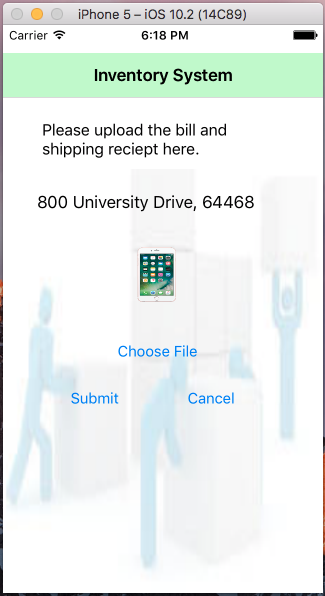 iPhone 5 – iOS 10.2 (14C89)
Carrier 6:18 PM
Inventory System
Please upload the bill and
shipping reciept here.
800 University Drive, 64468
Choose File
Submit Cancel